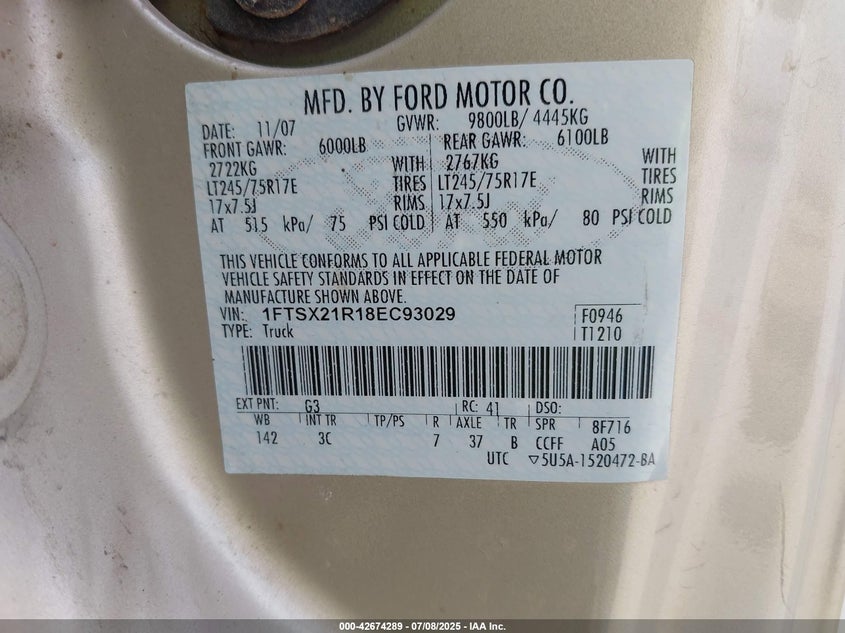 MFD. BY FORD MOTOR CO.
DATE: 11/07 GVWR: 9800LB/ 4445KG
FRONT GAWR: 6000LB REAR GAWR: 6100LB
2722KG WITH 2767KG WITH
LT245/75R17E TIRES LT245/75R17E TIRES
17x7.5J RIMS 17x7.5J RIMS
AT 515 kPa/ 75 PSI COLD AT 550 kPa/ 80 PSI COLD
THIS VEHICLE CONFORMS TO ALL APPLICABLE FEDERAL MOTOR
VEHICLE SAFETY STANDARDS IN EFFECT ON THE DATE OF
MANUFACTURE SHOWN ABOVE.
VIN: 1FTSX21R18EC93029 F0946
TYPE: Truck T1210
EXT PNT: G3 RC: 41 DSO:
WB INT TR TP/PS R AXLE TR SPR 8F716
142 3C 7 37 B CCFF A05
UTC ▽5U5A-1520472-BA
000-42674289 - 07/08/2025 - IAA Inc.